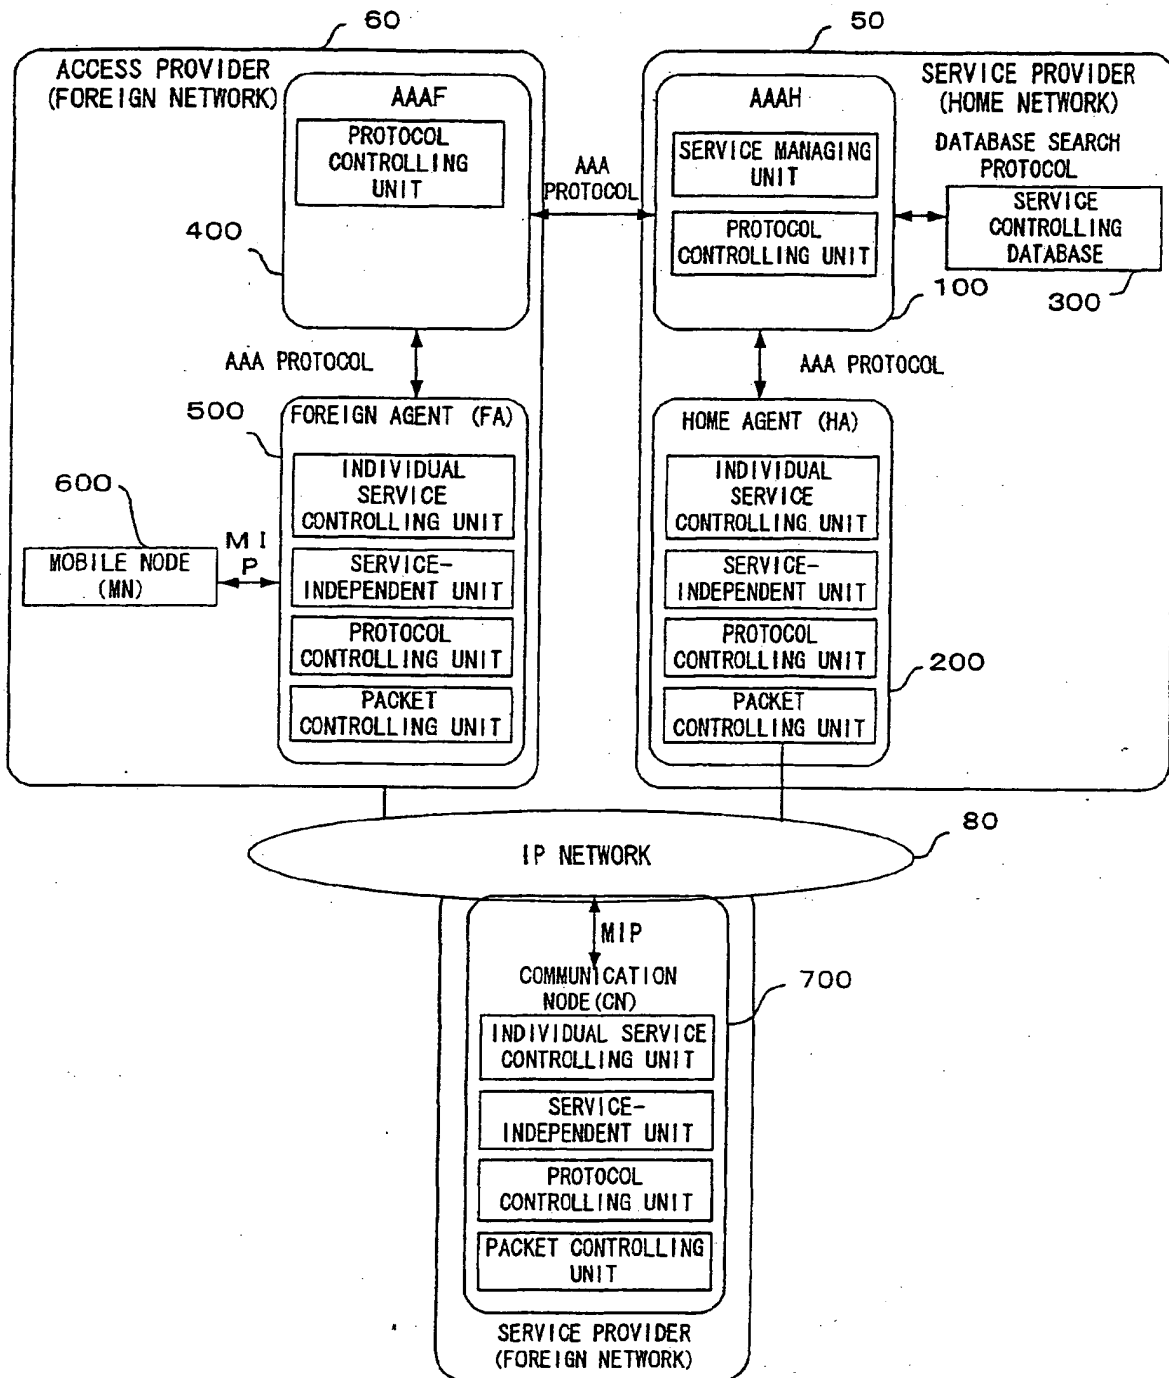 60
50
ACCESS PROVIDER
(FOREIGN NETWORK)
AAAF
PROTOCOL
CONTROLLING
UNIT
400
AAA
PROTOCOL
AAAH
SERVICE MANAGING
UNIT
PROTOCOL
CONTROLLING UNIT
100
SERVICE PROVIDER
(HOME NETWORK)
DATABASE SEARCH
PROTOCOL
SERVICE
CONTROLLING
DATABASE
300
AAA PROTOCOL
AAA PROTOCOL
500
FOREIGN AGENT (FA)
INDIVIDUAL
SERVICE
CONTROLLING UNIT
SERVICE-
INDEPENDENT UNIT
PROTOCOL
CONTROLLING UNIT
PACKET
CONTROLLING UNIT
600
MOBILE NODE
(MN)
MI
P
HOME AGENT (HA)
INDIVIDUAL
SERVICE
CONTROLLING UNIT
SERVICE-
INDEPENDENT UNIT
PROTOCOL
CONTROLLING UNIT
PACKET
CONTROLLING UNIT
200
80
IP NETWORK
MIP
COMMUNICATION
NODE(CN)
700
INDIVIDUAL SERVICE
CONTROLLING UNIT
SERVICE-
INDEPENDENT UNIT
PROTOCOL
CONTROLLING UNIT
PACKET CONTROLLING
UNIT
SERVICE PROVIDER
(FOREIGN NETWORK)